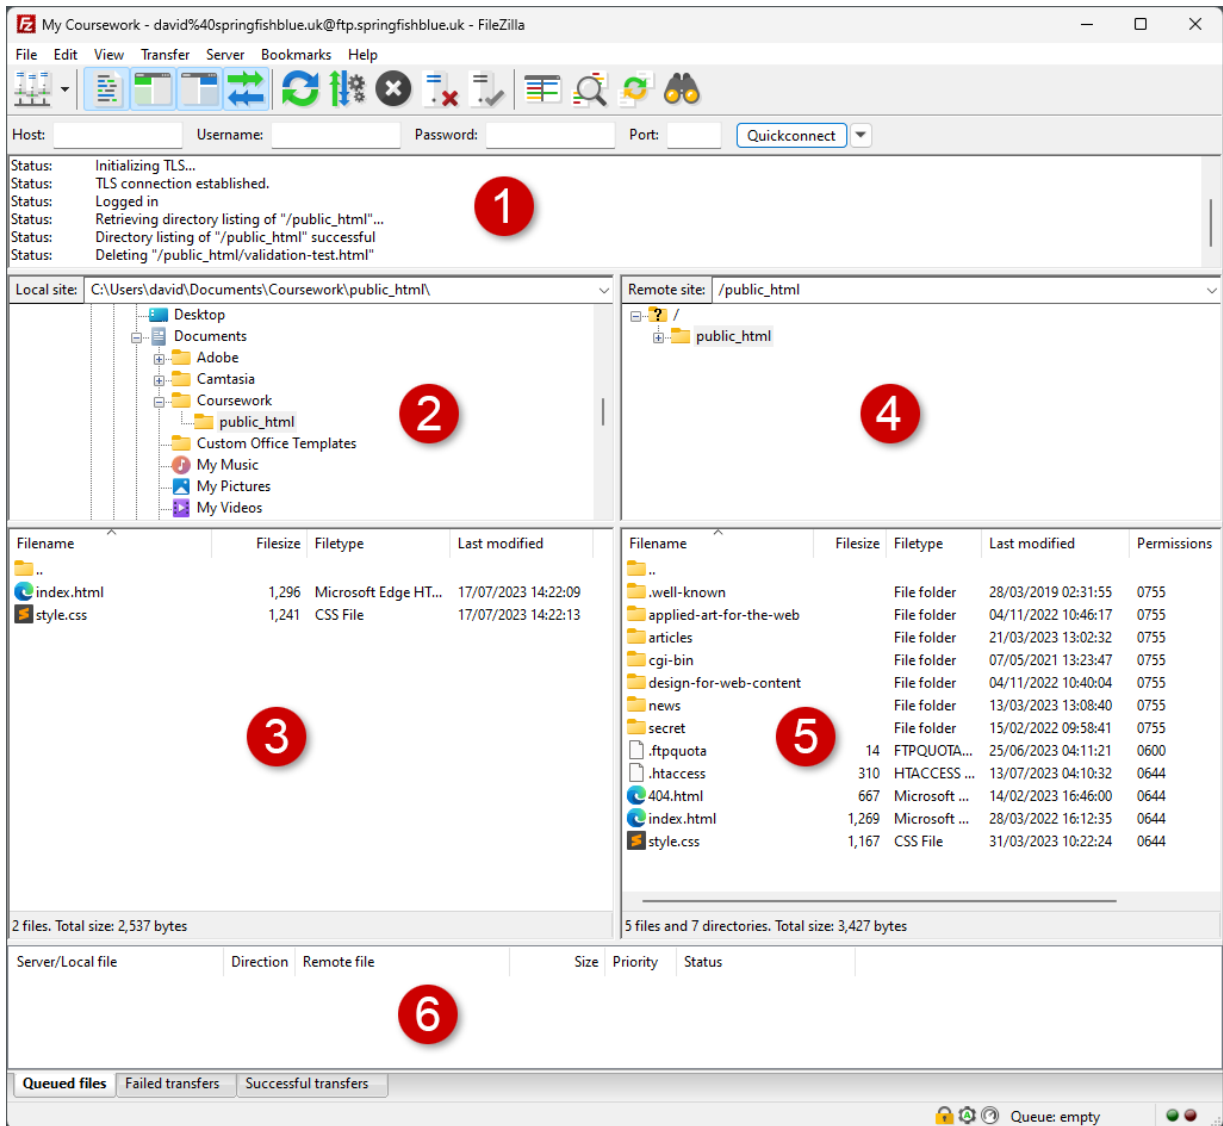 My Coursework - david%40springfishblue.uk@ftp.springfishblue.uk - FileZilla
File Edit View Transfer Server Bookmarks Help
Host: Username: Password: Port: Quickconnect
Status: Initializing TLS...
Status: TLS connection established.
Status: Logged in
Status: Retrieving directory listing of "/public_html"...
Status: Directory listing of "/public_html" successful
Status: Deleting "/public_html/validation-test.html"
1
Local site: C:\Users\david\Documents\Coursework\public_html\
Desktop
Documents
Adobe
Camtasia
Coursework
public_html
Custom Office Templates
My Music
My Pictures
My Videos
2
Remote site: /public_html
/
public_html
4
Filename Filesize Filetype Last modified
..
index.html 1,296 Microsoft Edge HT... 17/07/2023 14:22:09
style.css 1,241 CSS File 17/07/2023 14:22:13
3
2 files. Total size: 2,537 bytes
Filename Filesize Filetype Last modified Permissions
..
.well-known File folder 28/03/2019 02:31:55 0755
applied-art-for-the-web File folder 04/11/2022 10:46:17 0755
articles File folder 21/03/2023 13:02:32 0755
cgi-bin File folder 07/05/2021 13:23:47 0755
design-for-web-content File folder 04/11/2022 10:40:04 0755
news File folder 13/03/2023 13:08:40 0755
secret File folder 15/02/2022 09:58:41 0755
.ftpquota 14 FTPQUOTA... 25/06/2023 04:11:21 0600
.htaccess 310 HTACCESS ... 13/07/2023 04:10:32 0644
404.html 667 Microsoft ... 14/02/2023 16:46:00 0644
index.html 1,269 Microsoft ... 28/03/2022 16:12:35 0644
style.css 1,167 CSS File 31/03/2023 10:22:24 0644
5
5 files and 7 directories. Total size: 3,427 bytes
Server/Local file Direction Remote file Size Priority Status
6
Queued files Failed transfers Successful transfers
Queue: empty